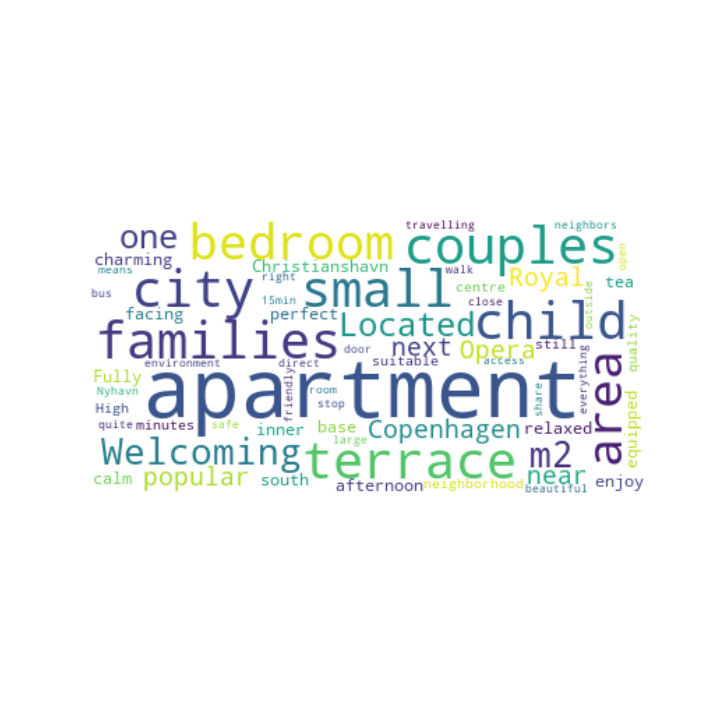 travelling neighbors
one bedroom couples
charming Christianshavn walk Royal open
means city right small centre tea
bus 15min close child outside
facing perfect Located
families door next Opera still
environment direct suitable access
Fully apartment area quality
Nyhavn friendly room share everything
High stop equipped
quite minutes safe inner base Copenhagen relaxed
Welcoming large terrace m2 near
calm popular south afternoon neighborhood beautiful enjoy